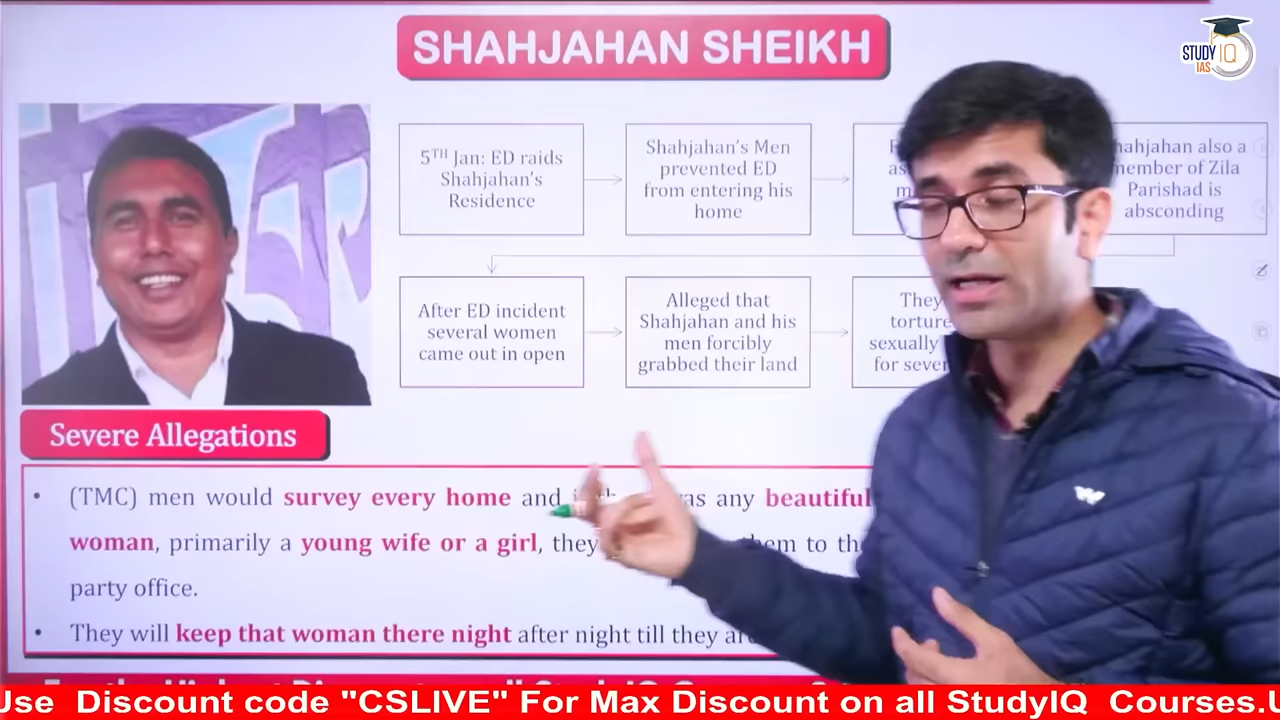 SHAHJAHAN SHEIKH
STUDY IQ
IAS
5TH Jan: ED raids
Shahjahan's
Residence
Shahjahan's Men
prevented ED
from entering his
home
hahjahan also a
member of Zila
Parishad is
absconding
After ED incident
several women
came out in open
Alleged that
Shahjahan and his
men forcibly
grabbed their land
They
torture
sexually
for sever
Severe Allegations
• (TMC) men would survey every home and was any beautiful
woman, primarily a young wife or a girl, they them to the
party office.
• They will keep that woman there night after night till they are
Use Discount code "CSLIVE" For Max Discount on all StudyIQ Courses.U